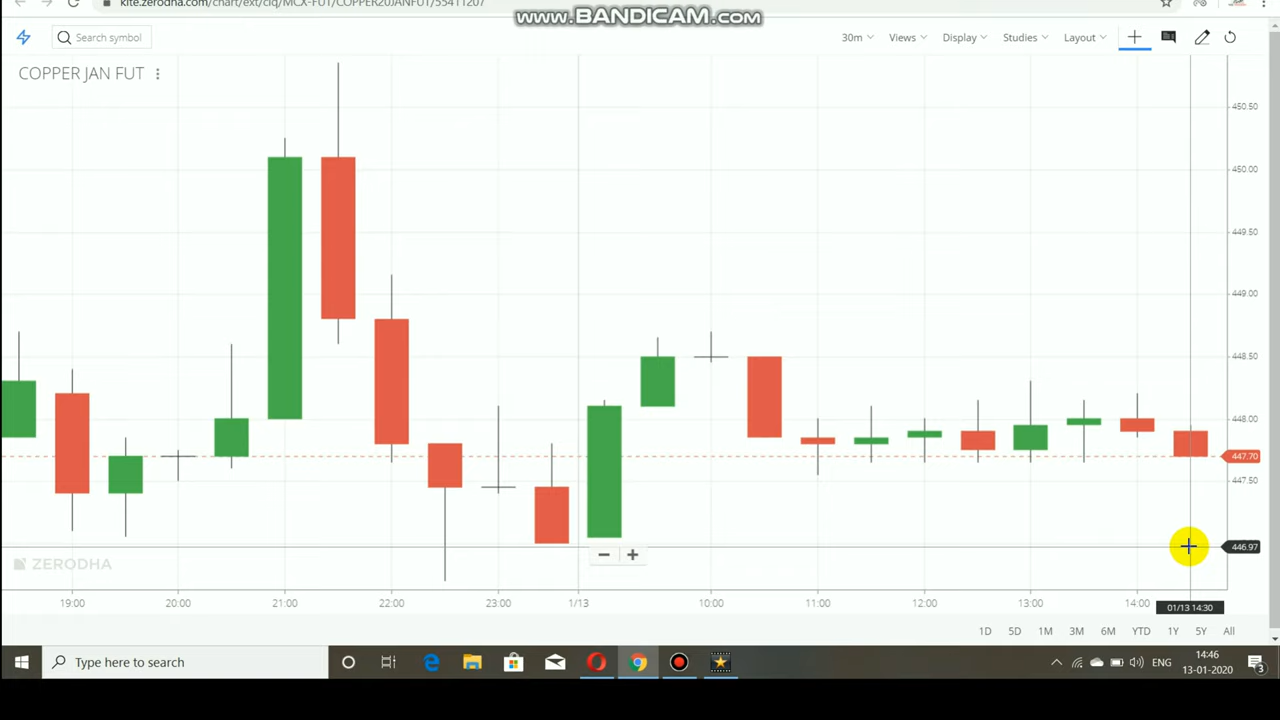 kite.zerodha.com/chart/ext/ciq/MCX-FUT/COPPER20JANFUT/55411207
www.BANDICAM.com
Search symbol
30m Views Display Studies Layout
COPPER JAN FUT
450.50
450.00
449.50
449.00
448.50
448.00
447.70
447.50
446.97
ZERODHA
19:00 20:00 21:00 22:00 23:00 1/13 10:00 11:00 12:00 13:00 14:00 01/13 14:30
1D 5D 1M 3M 6M YTD 1Y 5Y All
Type here to search
ENG
14:46
13-01-2020
3